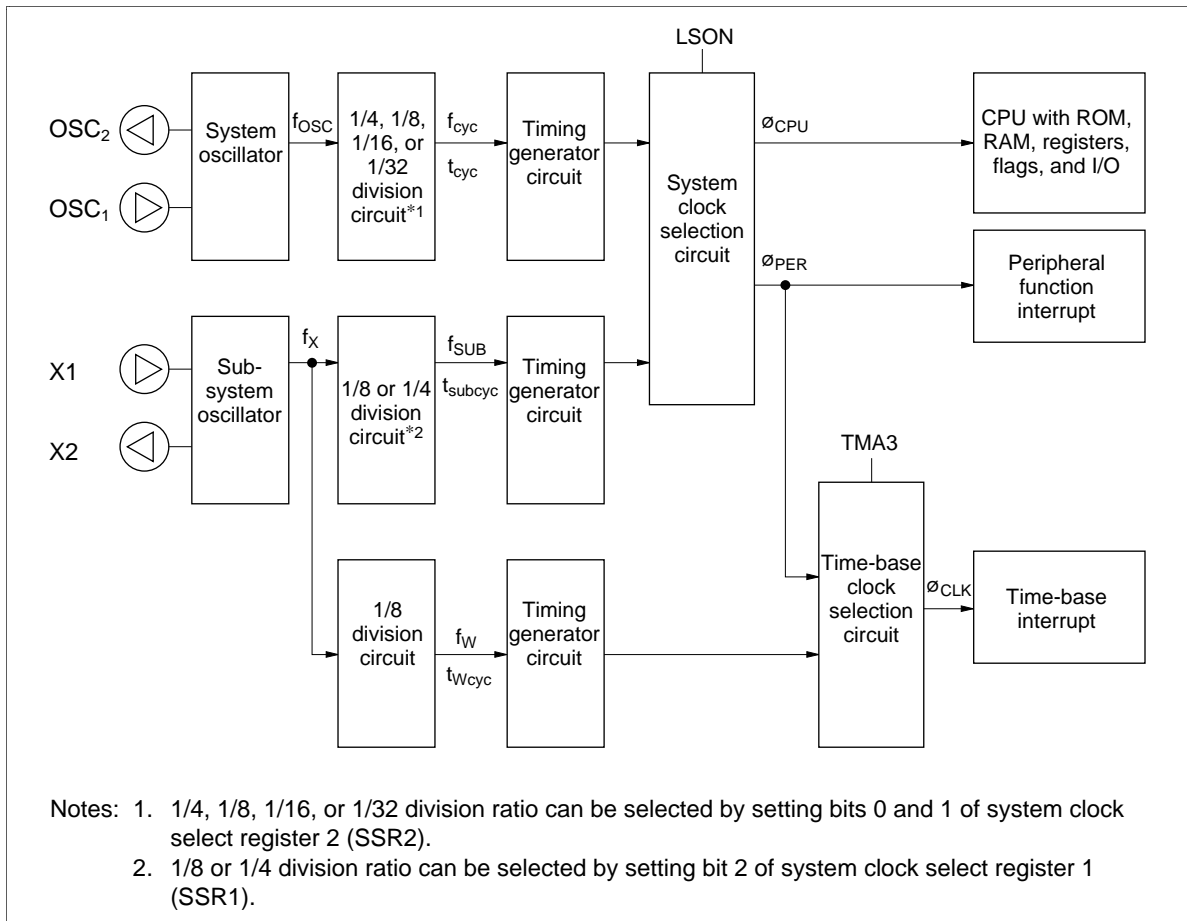 LSON
OSC2
OSC1
System
oscillator
fOSC
1/4, 1/8,
1/16, or
1/32
division
circuit*1
fcyc
tcyc
Timing
generator
circuit
System
clock
selection
circuit
øCPU
CPU with ROM,
RAM, registers,
flags, and I/O
øPER
Peripheral
function
interrupt
X1
X2
Sub-
system
oscillator
fX
1/8 or 1/4
division
circuit*2
fSUB
tsubcyc
Timing
generator
circuit
TMA3
1/8
division
circuit
fW
tWcyc
Timing
generator
circuit
Time-base
clock
selection
circuit
øCLK
Time-base
interrupt
Notes: 1. 1/4, 1/8, 1/16, or 1/32 division ratio can be selected by setting bits 0 and 1 of system clock
select register 2 (SSR2).
2. 1/8 or 1/4 division ratio can be selected by setting bit 2 of system clock select register 1
(SSR1).